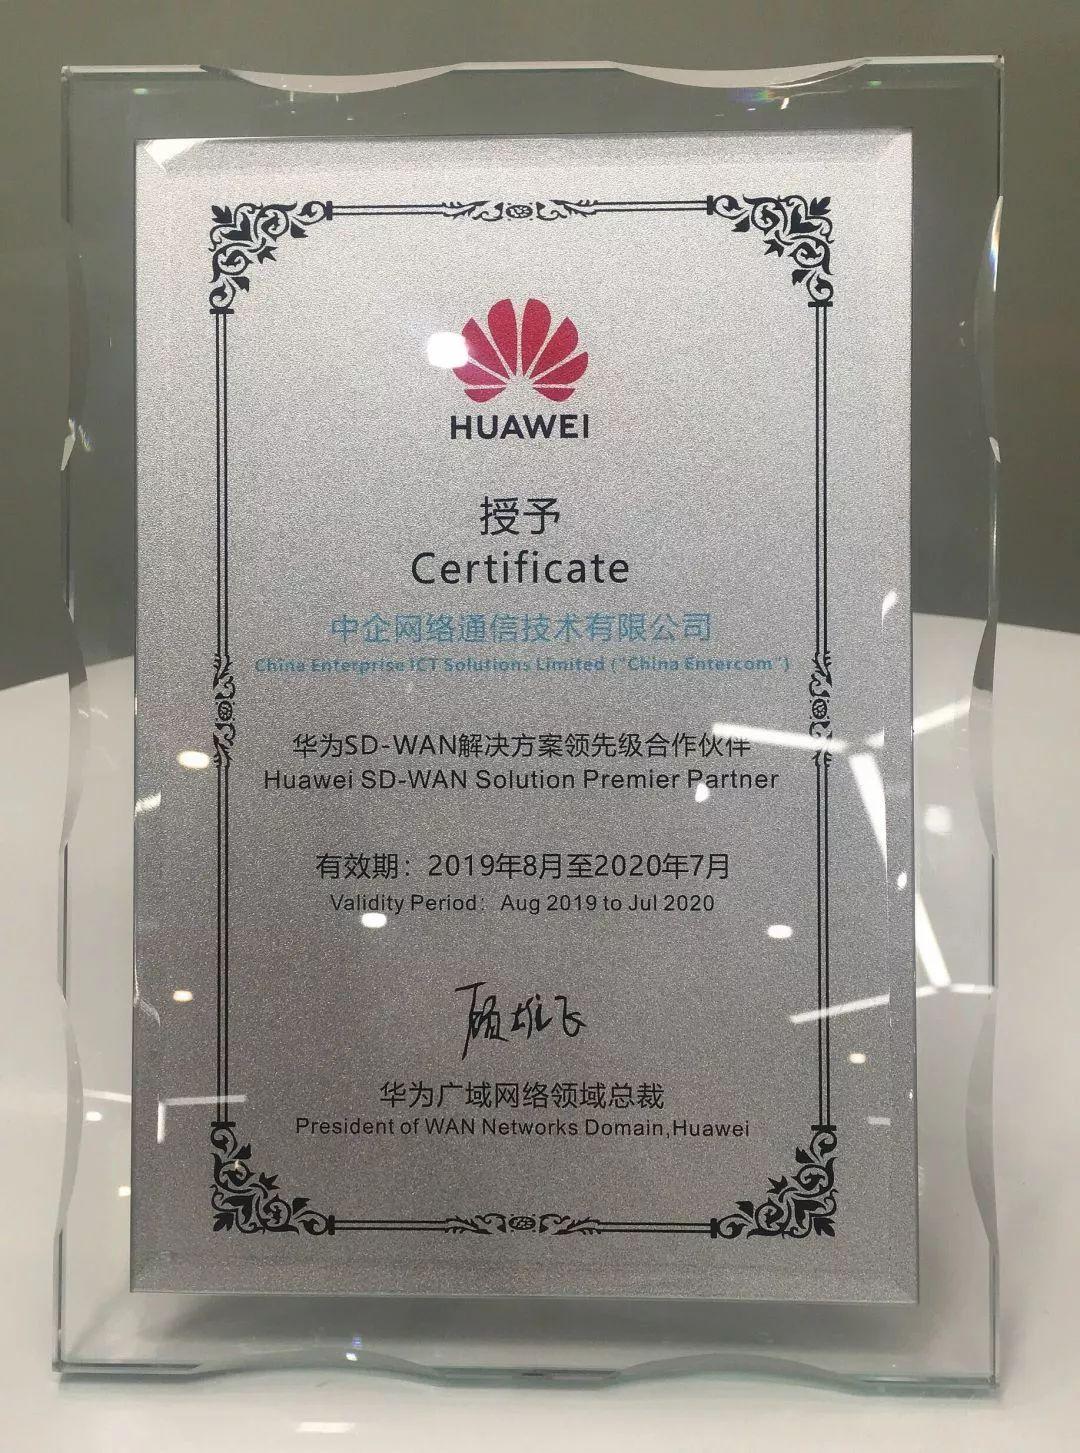 HUAWEI
授予
Certificate
中企网络通信技术有限公司
China Enterprise ICT Solutions Limited ("China Entercom")
华为SD-WAN解决方案领先级合作伙伴
Huawei SD-WAN Solution Premier Partner
有效期：2019年8月至2020年7月
Validity Period：Aug 2019 to Jul 2020
顾雄飞
华为广域网络领域总裁
President of WAN Networks Domain,Huawei